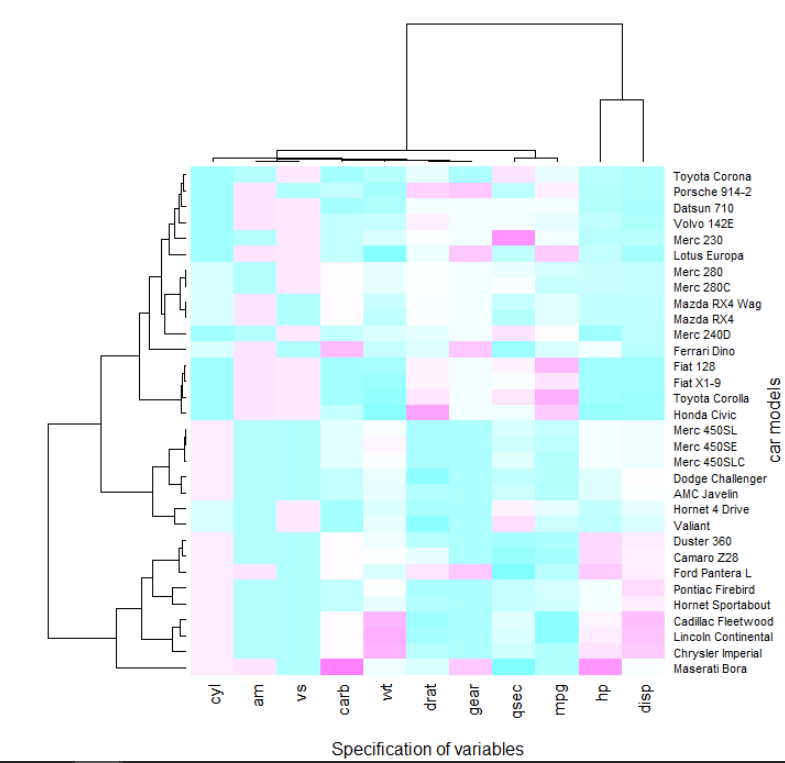 Toyota Corona
Porsche 914-2
Datsun 710
Volvo 142E
Merc 230
Lotus Europa
Merc 280
Merc 280C
Mazda RX4 Wag
Mazda RX4
Merc 240D
Ferrari Dino
Fiat 128
Fiat X1-9
Toyota Corolla
Honda Civic
Merc 450SL
Merc 450SE
Merc 450SLC
Dodge Challenger
AMC Javelin
Hornet 4 Drive
Valiant
Duster 360
Camaro Z28
Ford Pantera L
Pontiac Firebird
Hornet Sportabout
Cadillac Fleetwood
Lincoln Continental
Chrysler Imperial
Maserati Bora
car models
cyl am vs carb wt drat gear qsec mpg hp disp
Specification of variables